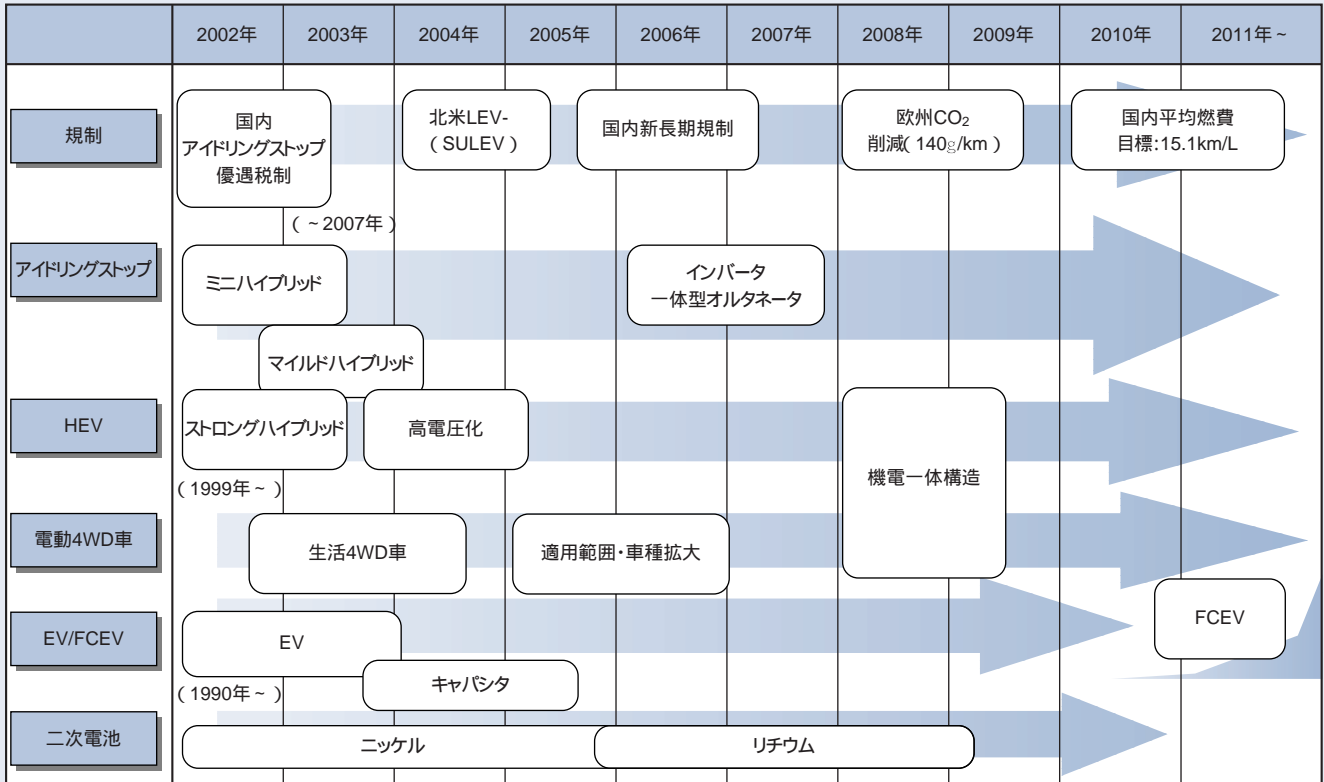 2002年 2003年 2004年 2005年 2006年 2007年 2008年 2009年 2010年 2011年~
規制
国内
アイドリングストップ
優遇税制
(~2007年)
北米LEV-
(SULEV)
国内新長期規制
欧州CO₂
削減(140g/km)
国内平均燃費
目標:15.1km/L
アイドリングストップ
ミニハイブリッド
インバータ
一体型オルタネータ
マイルドハイブリッド
HEV
ストロングハイブリッド
(1999年~)
高電圧化
機電一体構造
電動4WD車
生活4WD車
適用範囲・車種拡大
EV/FCEV
EV
(1990年~)
FCEV
キャパシタ
二次電池
ニッケル
リチウム